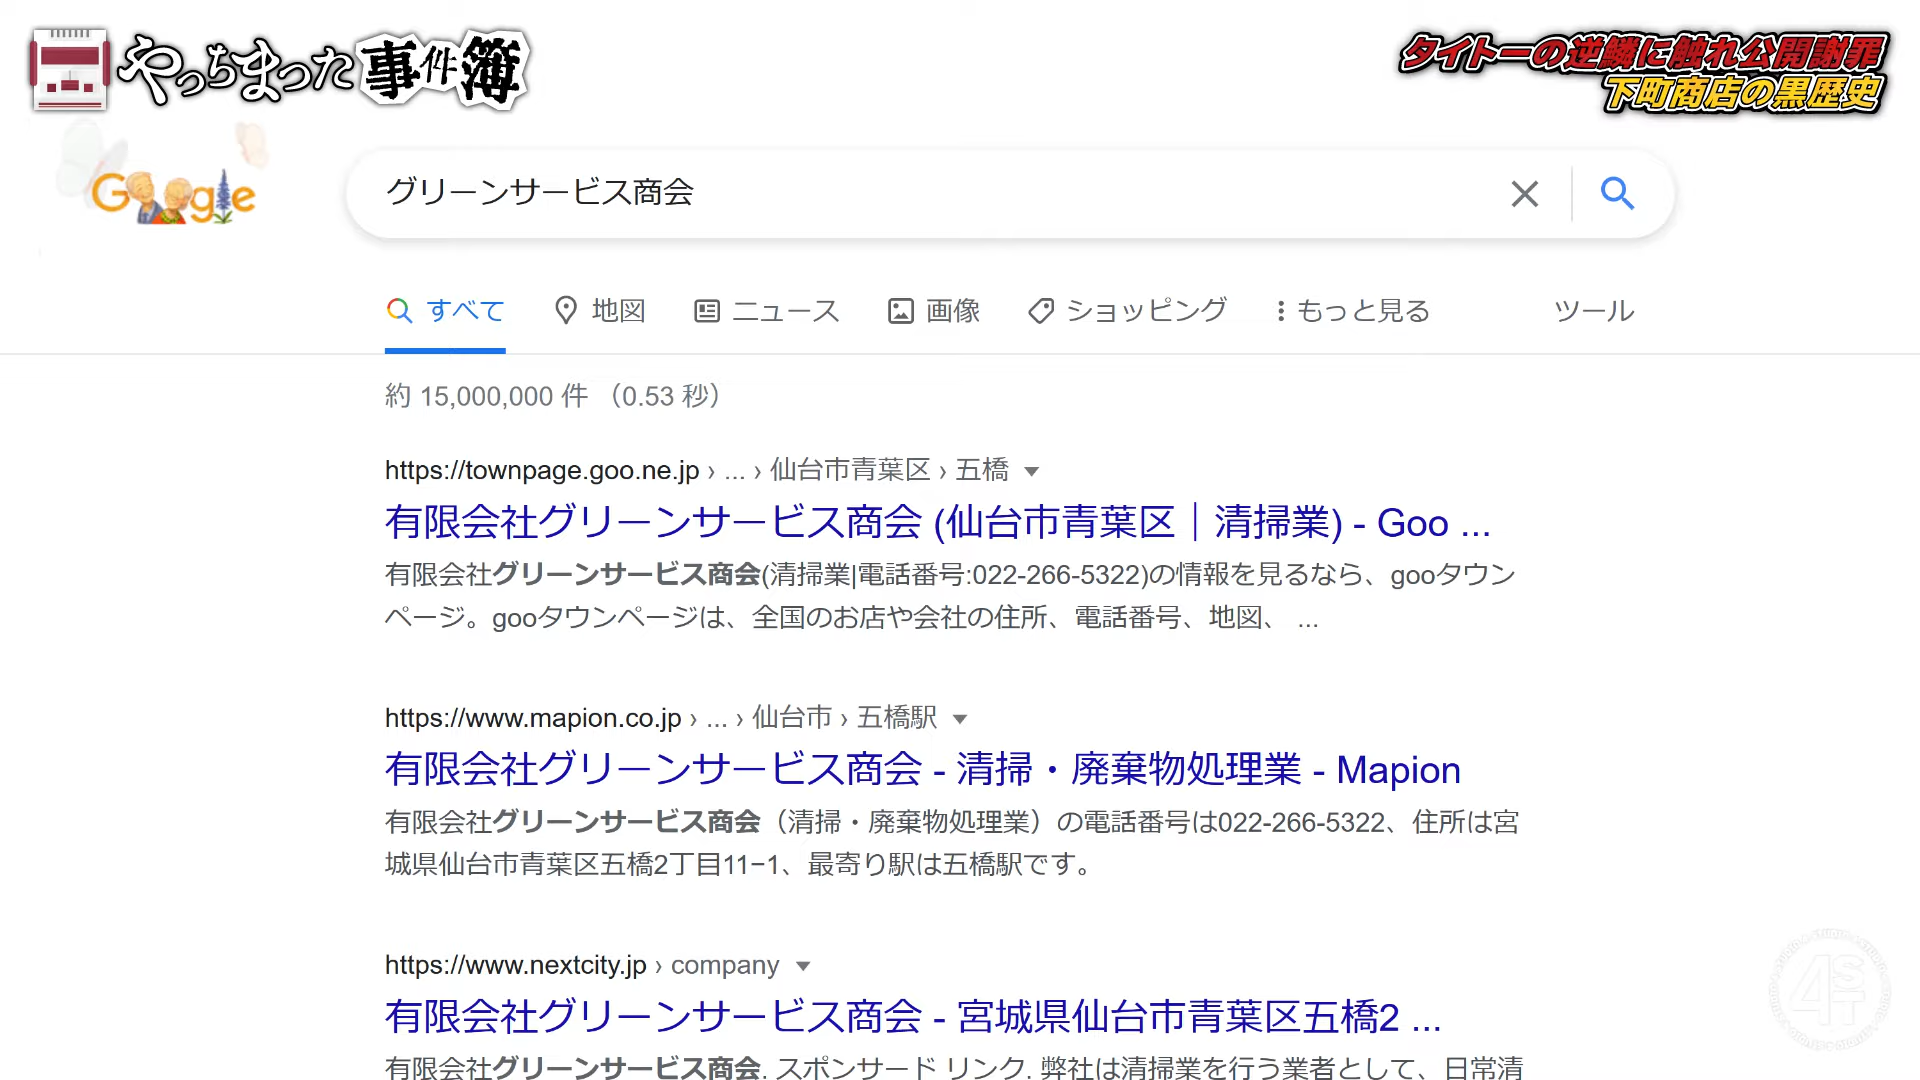 やっちまった事件簿
タイトーの逆鱗に触れ公開謝罪
下町商店の黒歴史
Google
グリーンサービス商会
すべて
地図
ニュース
画像
ショッピング
もっと見る
ツール
約 15,000,000 件 （0.53 秒）
https://townpage.goo.ne.jp › ... › 仙台市青葉区 › 五橋
有限会社グリーンサービス商会 (仙台市青葉区｜清掃業) - Goo ...
有限会社グリーンサービス商会(清掃業|電話番号:022-266-5322)の情報を見るなら、gooタウン
ページ。gooタウンページは、全国のお店や会社の住所、電話番号、地図、 ...
https://www.mapion.co.jp › ... › 仙台市 › 五橋駅
有限会社グリーンサービス商会 - 清掃・廃棄物処理業 - Mapion
有限会社グリーンサービス商会（清掃・廃棄物処理業）の電話番号は022-266-5322、住所は宮
城県仙台市青葉区五橋2丁目11−1、最寄り駅は五橋駅です。
https://www.nextcity.jp › company
有限会社グリーンサービス商会 - 宮城県仙台市青葉区五橋2 ...
有限会社グリーンサービス商会. スポンサード リンク. 弊社は清掃業を行う業者として、日常清
4ST